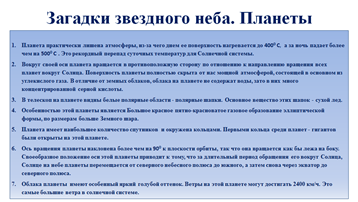 Загадки звездного неба. Планеты
1. Планета практически лишена атмосферы, из-за чего днем ее поверхность нагревается до 400° С, а за ночь падает более
чем на 500° С . Это рекордный перепад суточных температур для Солнечной системы.
2. Вокруг своей оси планета вращается в противоположную сторону по отношению к направлению вращения всех
планет вокруг Солнца. Поверхность планеты полностью скрыта от нас мощной атмосферой, состоящей в основном из
углекислого газа. В отличие от земных облаков, облака на планете не содержат воды, зато в них много
концентрированной серной кислоты.
3. В телескоп на планете видны белые полярные области - полярные шапки. Основное вещество этих шапок - сухой лед.
4. Особенностью этой планеты является Большое красное пятно-красноватое газовое образование эллиптической
формы, по размерам больше Земного шара.
5. Планета имеет наибольшее количество спутников и окружена кольцами. Первыми кольца среди планет - гигантов
были открыты на этой планете.
6. Ось вращения планеты наклонена более чем на 90° к плоскости орбиты, так что она вращается как бы лежа на боку.
Своеобразное положение оси этой планеты приводит к тому, что за длительный период обращения его вокруг Солнца,
Солнце на небе планеты перемещается от северного небесного полюса до южного, а затем снова через экватор до
северного полюса.
7. Облака планеты имеют особенный яркий голубой оттенок. Ветры на этой планете могут достигать 2400 км/ч. Это
самые большие ветра в солнечной системе.